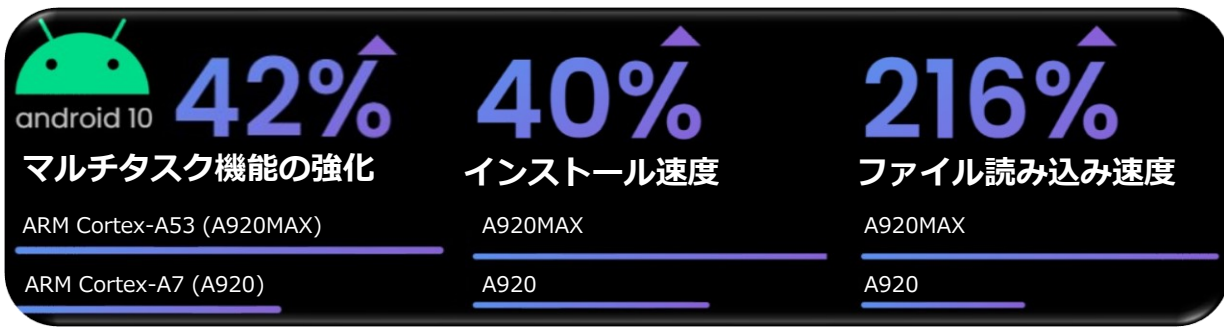 android 10
42%
マルチタスク機能の強化
ARM Cortex-A53 (A920MAX)
ARM Cortex-A7 (A920)
40%
インストール速度
A920MAX
A920
216%
ファイル読み込み速度
A920MAX
A920